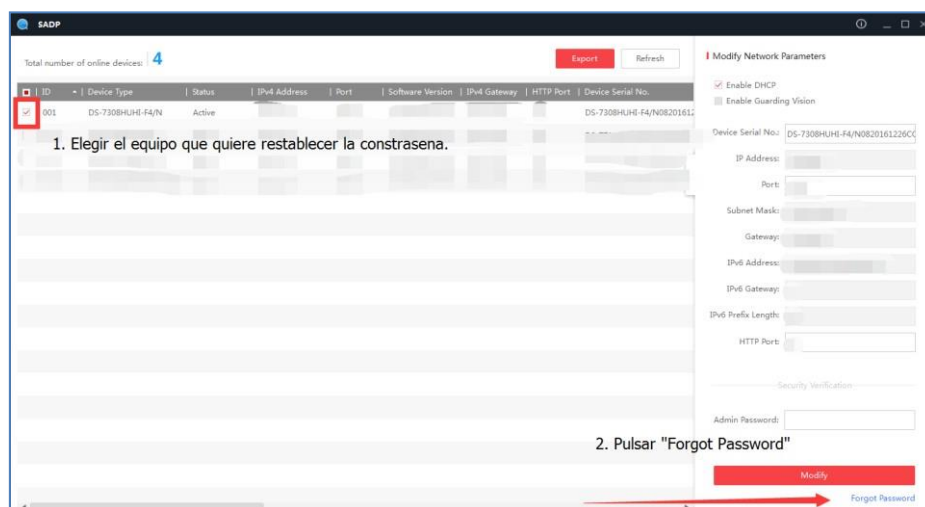 SADP
Total number of online devices: 4
Export
Refresh
ID | Device Type | Status | IPv4 Address | Port | Software Version | IPv4 Gateway | HTTP Port | Device Serial No.
001 DS-7308HUHI-F4/N Active DS-7308HUHI-F4/N08201612
1. Elegir el equipo que quiere restablecer la constrasena.
Modify Network Parameters
Enable DHCP
Enable Guarding Vision
Device Serial No.: DS-7308HUHI-F4/N0820161226CC
IP Address:
Port:
Subnet Mask:
Gateway:
IPv6 Address:
IPv6 Gateway:
IPv6 Prefix Length:
HTTP Port:
Security Verification
Admin Password:
2. Pulsar "Forgot Password"
Modify
Forgot Password